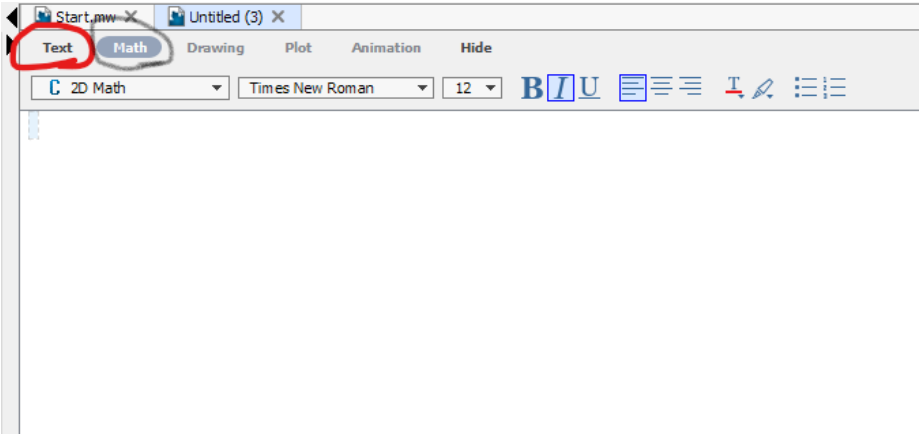 Start.mw Untitled (3)
Text Math Drawing Plot Animation Hide
C 2D Math Times New Roman 12 B I U T